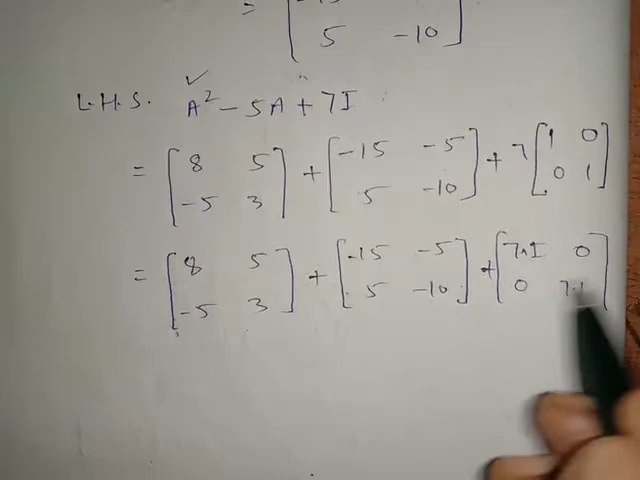 = [-15
5 -10]
L.H.S. A² - 5A + 7I
= [8 5; -5 3] + [-15 -5; 5 -10] + 7[1 0; 0 1]
= [8 5; -5 3] + [-15 -5; 5 -10] + [7×I 0; 0 7·1]